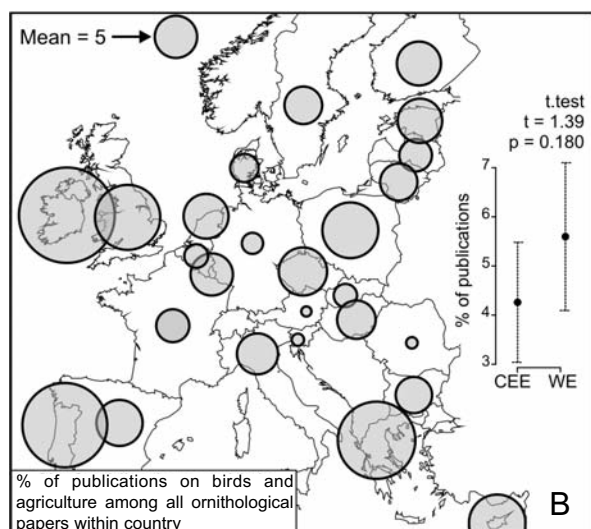 Mean = 5
t.test
t = 1.39
p = 0.180
7
6
5
4
3
% of publications
CEE WE
% of publications on birds and
agriculture among all ornithological
papers within country
B